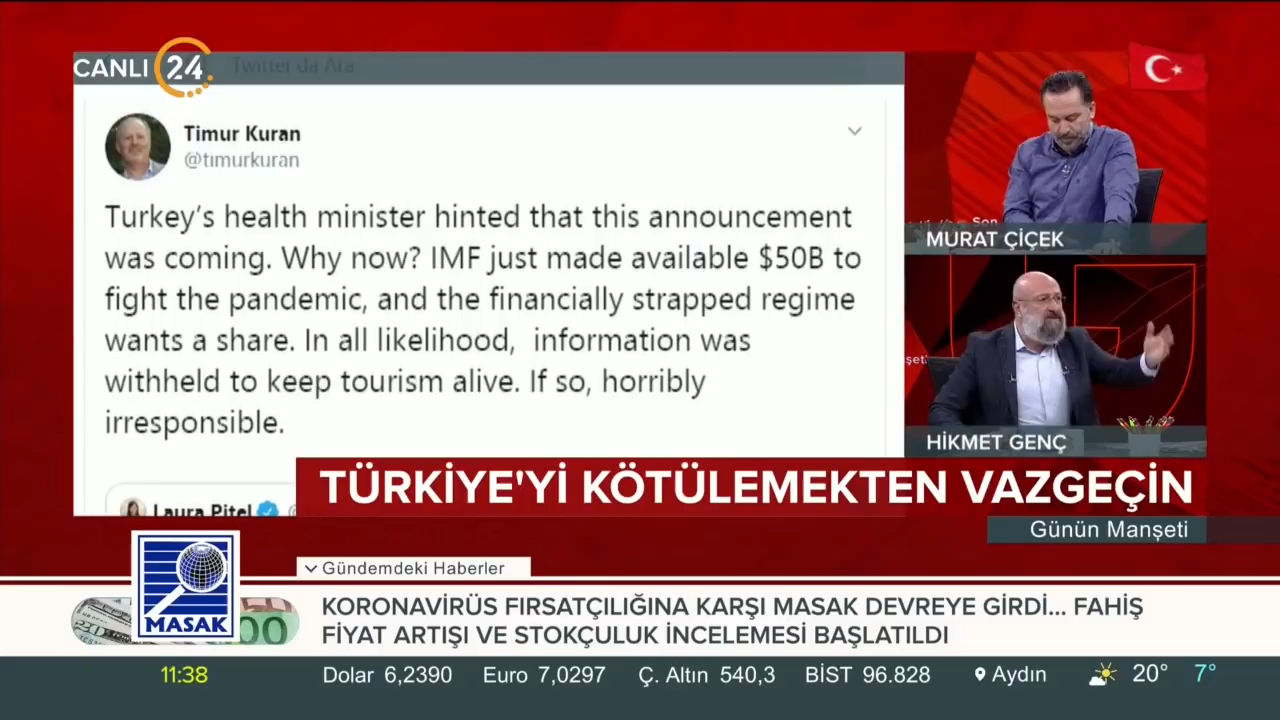 CANLI 24
Twitter'da Ara
Timur Kuran
@timurkuran
Turkey's health minister hinted that this announcement
was coming. Why now? IMF just made available $50B to
fight the pandemic, and the financially strapped regime
wants a share. In all likelihood, information was
withheld to keep tourism alive. If so, horribly
irresponsible.
Laura Pitel
Son
MURAT ÇİÇEK
HİKMET GENÇ
TÜRKİYE'Yİ KÖTÜLEMEKTEN VAZGEÇİN
Günün Manşeti
Gündemdeki Haberler
MASAK
KORONAVİRÜS FIRSATÇILIĞINA KARŞI MASAK DEVREYE GİRDİ... FAHİŞ
FİYAT ARTIŞI VE STOKÇULUK İNCELEMESİ BAŞLATILDI
11:38 Dolar 6,2390 Euro 7,0297 Ç. Altın 540,3 BİST 96.828 Aydın 20° 7°